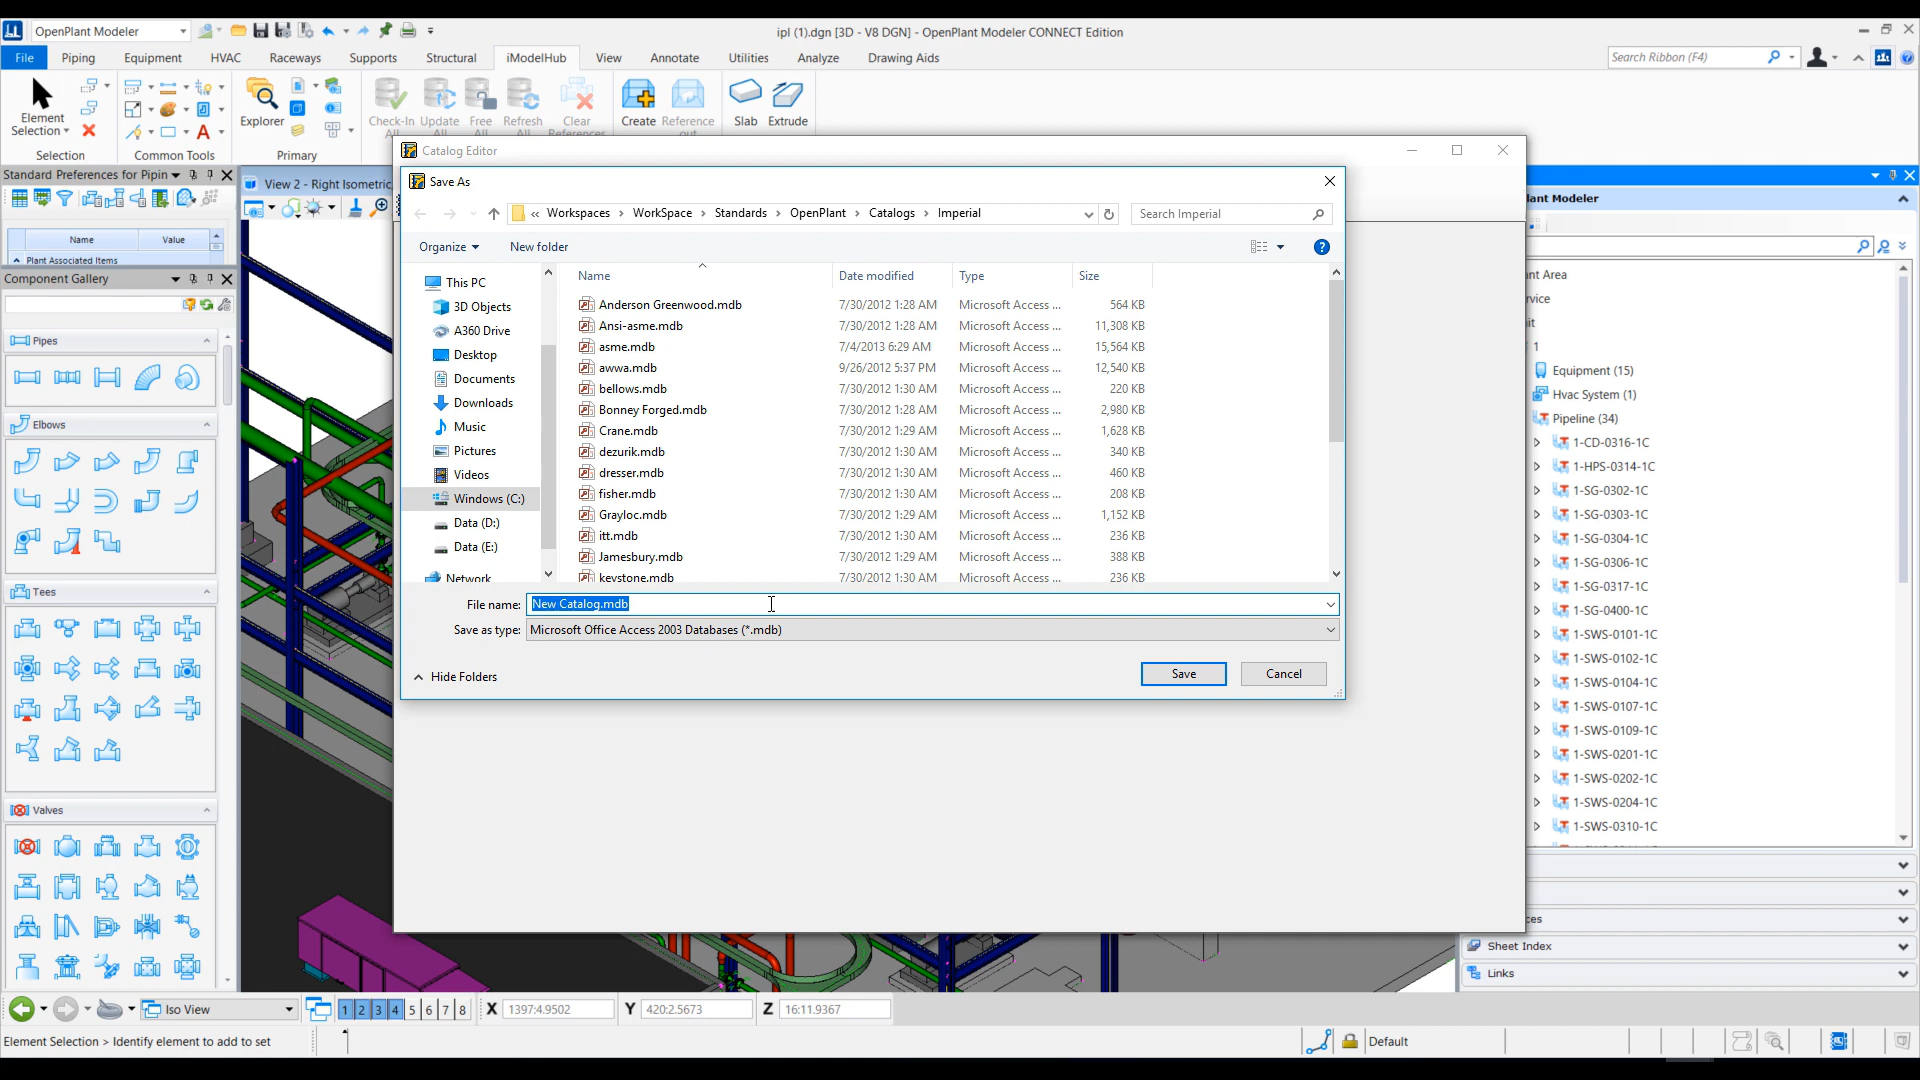 OpenPlant Modeler
ipl (1).dgn [3D - V8 DGN] - OpenPlant Modeler CONNECT Edition
File Piping Equipment HVAC Raceways Supports Structural iModelHub View Annotate Utilities Analyze Drawing Aids
Search Ribbon (F4)
Element
Selection
Explorer
Check-In Update Free Refresh Clear
All All All All References
Create Reference
out
Slab Extrude
Selection Common Tools Primary
Standard Preferences for Pipin
View 2 - Right Isometric
Name Value
Plant Associated Items
Component Gallery
Pipes
Elbows
Tees
Valves
Catalog Editor
Save As
« Workspaces › WorkSpace › Standards › OpenPlant › Catalogs › Imperial
Search Imperial
Organize New folder
This PC
3D Objects
A360 Drive
Desktop
Documents
Downloads
Music
Pictures
Videos
Windows (C:)
Data (D:)
Data (E:)
Network
Name Date modified Type Size
Anderson Greenwood.mdb 7/30/2012 1:28 AM Microsoft Access ... 564 KB
Ansi-asme.mdb 7/30/2012 1:28 AM Microsoft Access ... 11,308 KB
asme.mdb 7/4/2013 6:29 AM Microsoft Access ... 15,564 KB
awwa.mdb 9/26/2012 5:37 PM Microsoft Access ... 12,540 KB
bellows.mdb 7/30/2012 1:30 AM Microsoft Access ... 220 KB
Bonney Forged.mdb 7/30/2012 1:28 AM Microsoft Access ... 2,980 KB
Crane.mdb 7/30/2012 1:29 AM Microsoft Access ... 1,628 KB
dezurik.mdb 7/30/2012 1:30 AM Microsoft Access ... 340 KB
dresser.mdb 7/30/2012 1:30 AM Microsoft Access ... 460 KB
fisher.mdb 7/30/2012 1:30 AM Microsoft Access ... 208 KB
Grayloc.mdb 7/30/2012 1:29 AM Microsoft Access ... 1,152 KB
itt.mdb 7/30/2012 1:30 AM Microsoft Access ... 236 KB
Jamesbury.mdb 7/30/2012 1:29 AM Microsoft Access ... 388 KB
keystone.mdb 7/30/2012 1:30 AM Microsoft Access ... 236 KB
File name: New Catalog.mdb
Save as type: Microsoft Office Access 2003 Databases (*.mdb)
Hide Folders
Save Cancel
lant Modeler
ant Area
rvice
it
1
Equipment (15)
Hvac System (1)
Pipeline (34)
1-CD-0316-1C
1-HPS-0314-1C
1-SG-0302-1C
1-SG-0303-1C
1-SG-0304-1C
1-SG-0306-1C
1-SG-0317-1C
1-SG-0400-1C
1-SWS-0101-1C
1-SWS-0102-1C
1-SWS-0104-1C
1-SWS-0107-1C
1-SWS-0109-1C
1-SWS-0201-1C
1-SWS-0202-1C
1-SWS-0204-1C
1-SWS-0310-1C
ces
Sheet Index
Links
Iso View
1 2 3 4 5 6 7 8
X 1397:4.9502 Y 420:2.5673 Z 16:11.9367
Element Selection > Identify element to add to set
Default